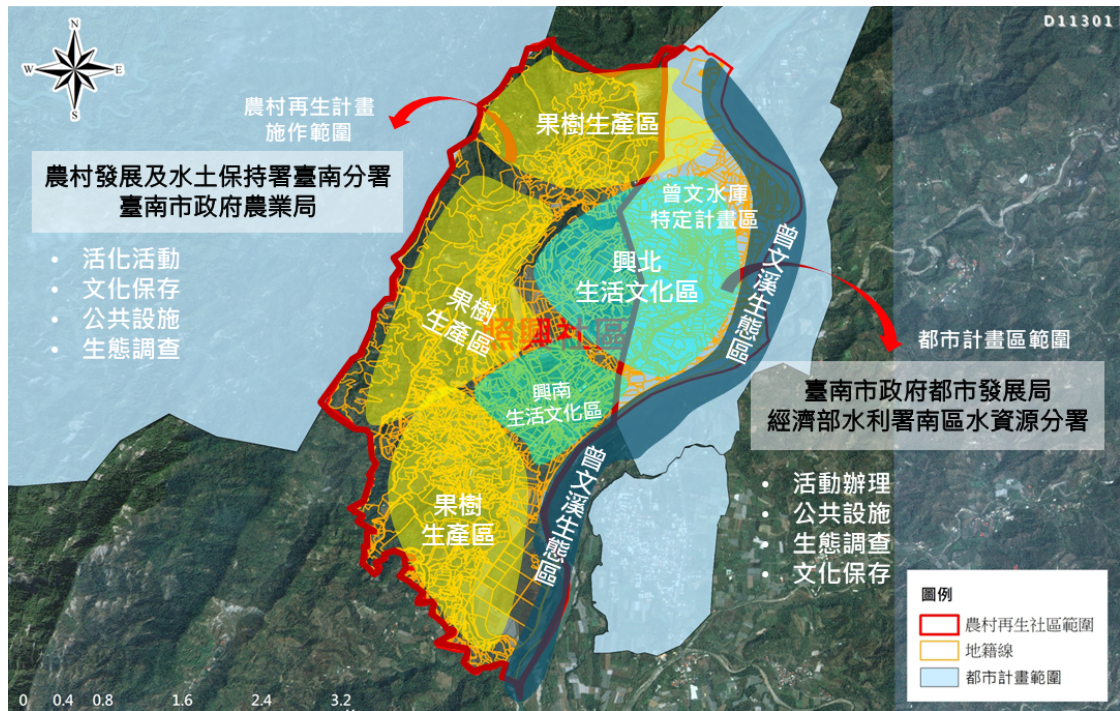 D11301
N
W
E
S
農村再生計畫
施作範圍
農村發展及水土保持署臺南分署
臺南市政府農業局
• 活化活動
• 文化保存
• 公共設施
• 生態調查
果樹生產區
曾文水庫
特定計畫區
興北
生活文化區
曾文溪生態區
果樹
生產區
照興社區
興南
生活文化區
果樹
生產區
曾文溪生態區
都市計畫區範圍
臺南市政府都市發展局
經濟部水利署南區水資源分署
• 活動辦理
• 公共設施
• 生態調查
• 文化保存
圖例
農村再生社區範圍
地籍線
都市計畫範圍
0 0.4 0.8 1.6 2.4 3.2